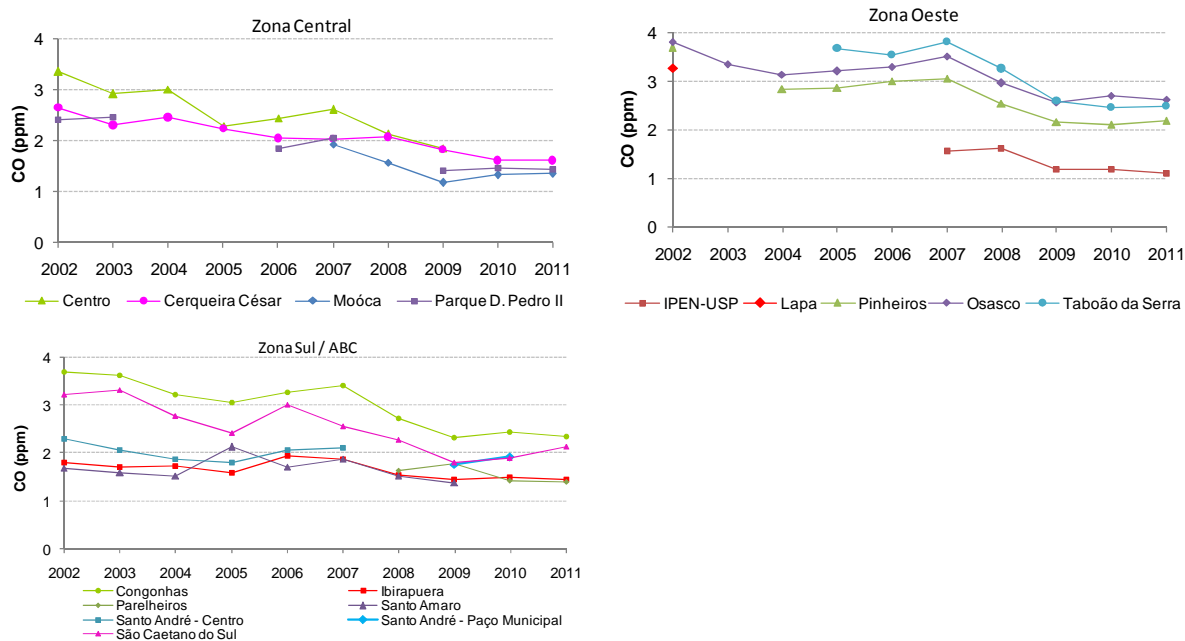 Zona Central
CO (ppm)
4
3
2
1
0
2002 2003 2004 2005 2006 2007 2008 2009 2010 2011
Centro Cerqueira César Moóca Parque D. Pedro II
Zona Oeste
CO (ppm)
4
3
2
1
0
2002 2003 2004 2005 2006 2007 2008 2009 2010 2011
IPEN-USP Lapa Pinheiros Osasco Taboão da Serra
Zona Sul / ABC
CO (ppm)
4
3
2
1
0
2002 2003 2004 2005 2006 2007 2008 2009 2010 2011
Congonhas Ibirapuera
Parelheiros Santo Amaro
Santo André - Centro Santo André - Paço Municipal
São Caetano do Sul